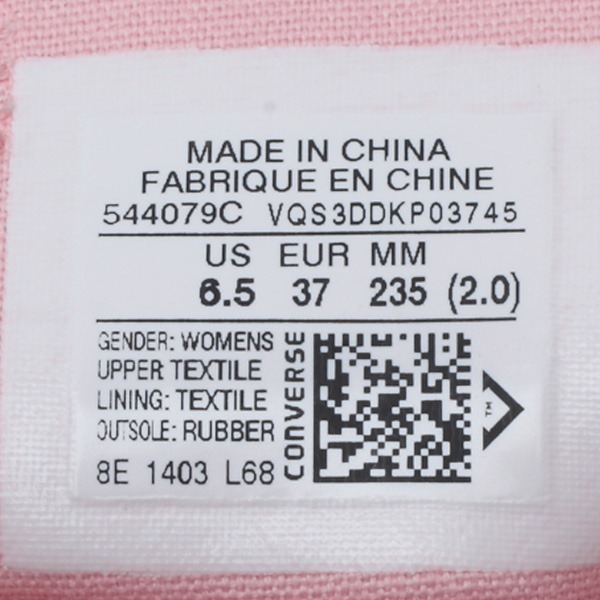 MADE IN CHINA
FABRIQUE EN CHINE
544079C VQS3DDKP03745
US EUR MM
6.5 37 235 (2.0)
GENDER: WOMENS
UPPER TEXTILE
LINING: TEXTILE
OUTSOLE: RUBBER
8E 1403 L68
CONVERSE
TM